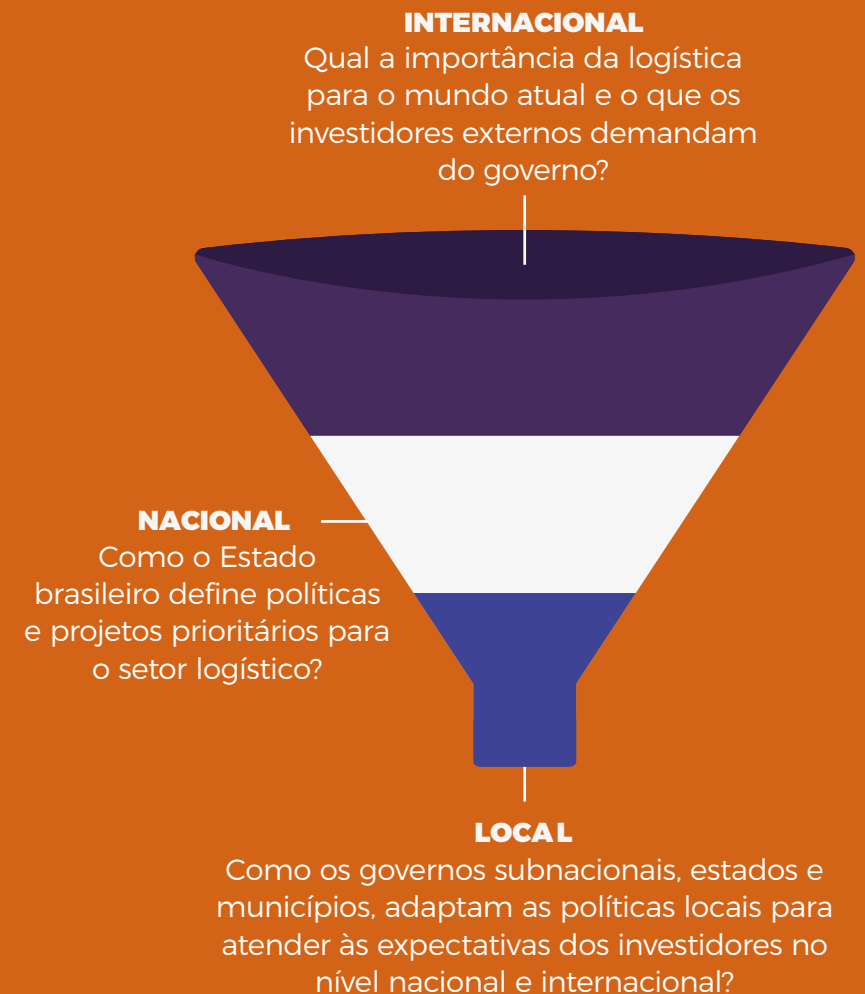 INTERNACIONAL
Qual a importância da logística
para o mundo atual e o que os
investidores externos demandam
do governo?
NACIONAL
Como o Estado
brasileiro define políticas
e projetos prioritários para
o setor logístico?
LOCAL
Como os governos subnacionais, estados e
municípios, adaptam as políticas locais para
atender às expectativas dos investidores no
nível nacional e internacional?